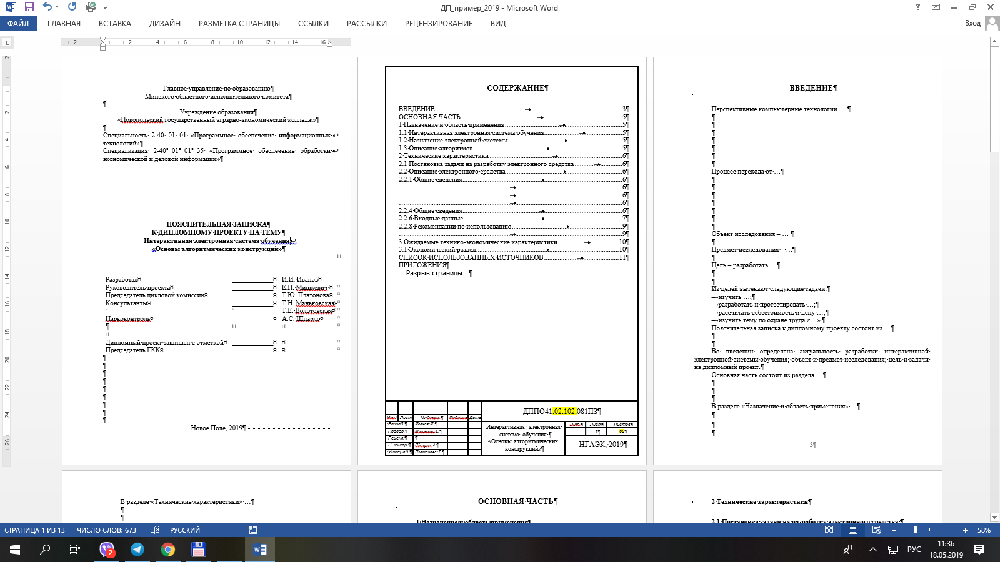 ДП_пример_2019 - Microsoft Word
ФАЙЛ ГЛАВНАЯ ВСТАВКА ДИЗАЙН РАЗМЕТКА СТРАНИЦЫ ССЫЛКИ РАССЫЛКИ РЕЦЕНЗИРОВАНИЕ ВИД Вход
2 2 4 6 8 10 12 14 16
Главное управление по образованию¶
Минского областного исполнительного комитета¶
¶
Учреждение образования¶
«Новопольский государственный аграрно-экономический колледж»¶
¶
Специальность 2-40 01 01 «Программное обеспечение информационных
технологий»¶
Специализация 2-40° 01° 01° 35 «Программное обеспечение обработки
экономической и деловой информации»¶
ПОЯСНИТЕЛЬНАЯ ЗАПИСКА¶
К ДИПЛОМНОМУ ПРОЕКТУ НА ТЕМУ¶
Интерактивная электронная система обучения
«Основы алгоритмических конструкций»¶
Разработал И.И. Иванов
Руководитель проекта Е.П. Мишкевич
Председатель цикловой комиссии Т.Ю. Платонова
Консультанты Т.Н. Маньковская
Т.Е. Волотовская
Наркоконтроль А.С. Шпарло
Дипломный проект защищен с отметкой
Председатель ГКК
Новое Поле, 2019¶
СОДЕРЖАНИЕ¶
ВВЕДЕНИЕ 3¶
ОСНОВНАЯ ЧАСТЬ 5¶
1 Назначение и область применения 5¶
1.1 Интерактивная электронная система обучения 5¶
1.2 Назначение электронной системы 5¶
1.3 Описание алгоритмов 5¶
2 Технические характеристики 6¶
2.1 Постановка задачи на разработку электронного средства 6¶
2.2 Описание электронного средства 6¶
2.2.1 Общие сведения 6¶
… 6¶
… 6¶
… 6¶
2.2.4 Общие сведения 6¶
2.2.6 Входные данные 7¶
2.2.8 Рекомендации по использованию 9¶
… 9¶
3 Ожидаемые технико-экономические характеристики 10¶
3.1 Экономический раздел 10¶
СПИСОК ИСПОЛЬЗОВАННЫХ ИСТОЧНИКОВ 11¶
ПРИЛОЖЕНИЯ¶
Разрыв страницы ¶
ДППО41.02.102.081ПЗ¶
Изм.¶ Лист № докум.¶ Подпись Дата
Разраб.¶ Иванов И.¶
Провер.¶ Мишкевич Е.¶
Реценз.¶ ¶
Н. контр.¶ Шпарло А.¶
Утвержд.¶ Платонова Т.¶
Интерактивная электронная
система обучения¶
«Основы алгоритмических
конструкций»¶
Лит.¶ Лист¶ Листов¶
2¶ 60¶
НГАЭК, 2019¶
ВВЕДЕНИЕ¶
Перспективные компьютерные технологии …¶
Процесс перехода от …¶
Объект исследования – …¶
Предмет исследования – …¶
Цель – разработать …¶
Из целей вытекают следующие задачи:¶
изучить …;¶
разработать и протестировать …;¶
рассчитать себестоимость и цену …;¶
изучить тему по охране труда «…».¶
Пояснительная записка к дипломному проекту состоит из …¶
Во введении определена актуальность разработки интерактивной
электронной системы обучения; объект и предмет исследования; цель и задачи
на дипломный проект.¶
Основная часть состоит из раздела …¶
В разделе «Назначение и область применения» …¶
3¶
В разделе «Технические характеристики» …¶
ОСНОВНАЯ ЧАСТЬ¶
1 Назначение и область применения¶
2 Технические характеристики¶
2.1 Постановка задачи на разработку электронного средства¶
СТРАНИЦА 1 ИЗ 13 ЧИСЛО СЛОВ: 673 РУССКИЙ 58%
2
РУС
11:36
18.05.2019